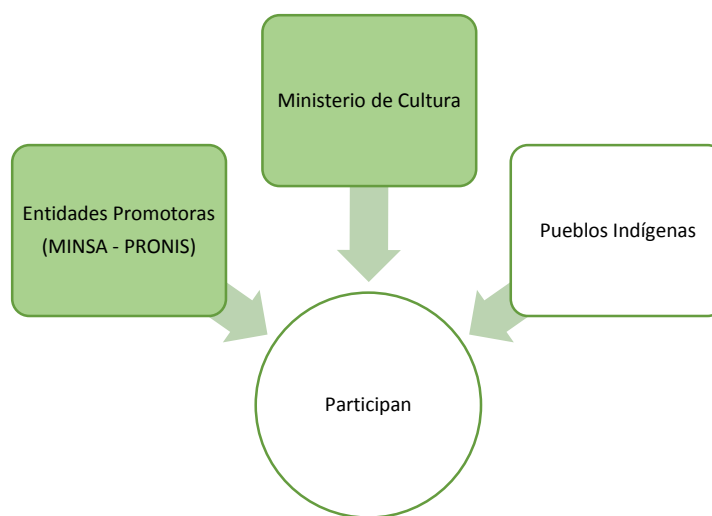 Ministerio de Cultura
Entidades Promotoras
(MINSA - PRONIS)
Pueblos Indígenas
Participan